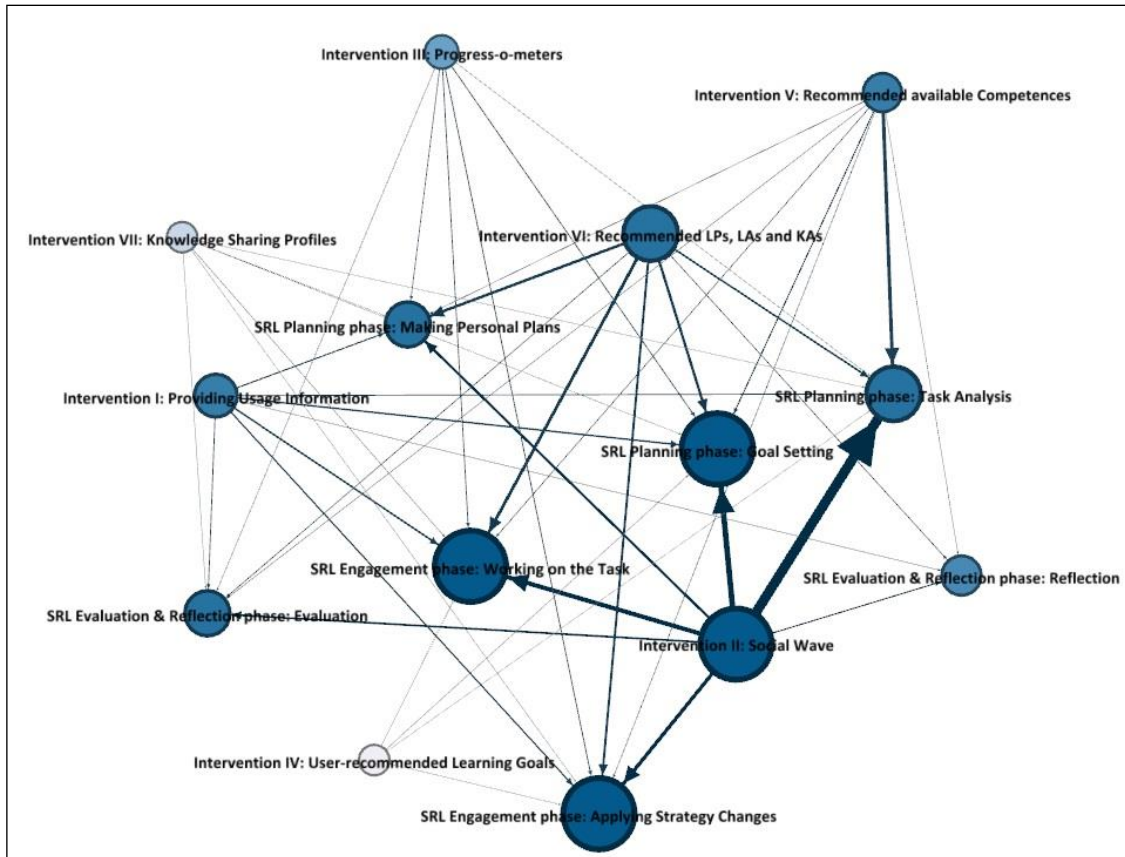 Intervention III: Progress-o-meters
Intervention V: Recommended available Competences
Intervention VII: Knowledge Sharing Profiles
Intervention VI: Recommended LPs, LAs and KAs
SRL Planning phase: Making Personal Plans
Intervention I: Providing Usage Information
SRL Planning phase: Task Analysis
SRL Planning phase: Goal Setting
SRL Engagement phase: Working on the Task
SRL Evaluation & Reflection phase: Reflection
SRL Evaluation & Reflection phase: Evaluation
Intervention II: Social Wave
Intervention IV: User-recommended Learning Goals
SRL Engagement phase: Applying Strategy Changes